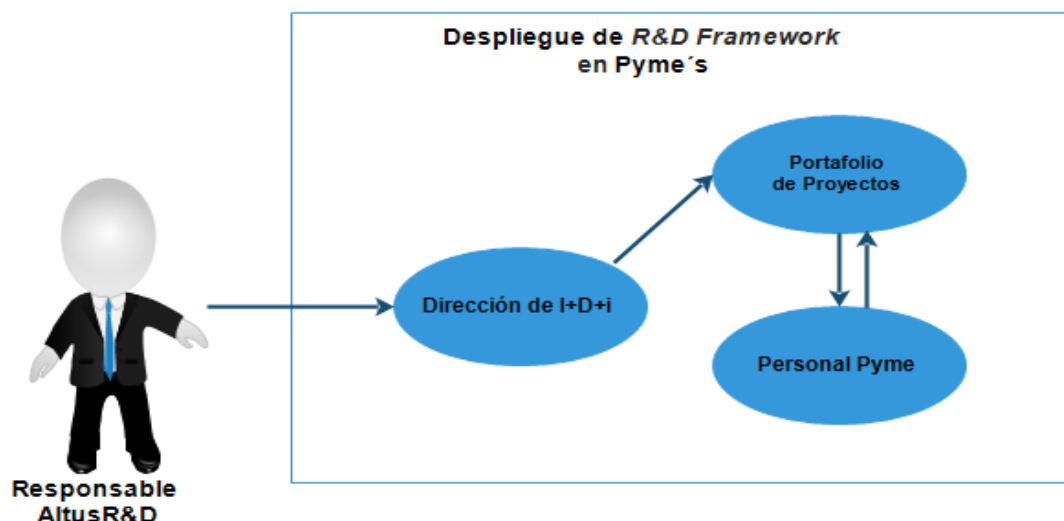 Despliegue de R&D Framework
en Pyme´s
Portafolio
de Proyectos
Dirección de I+D+i
Personal Pyme
Responsable
AltusR&D